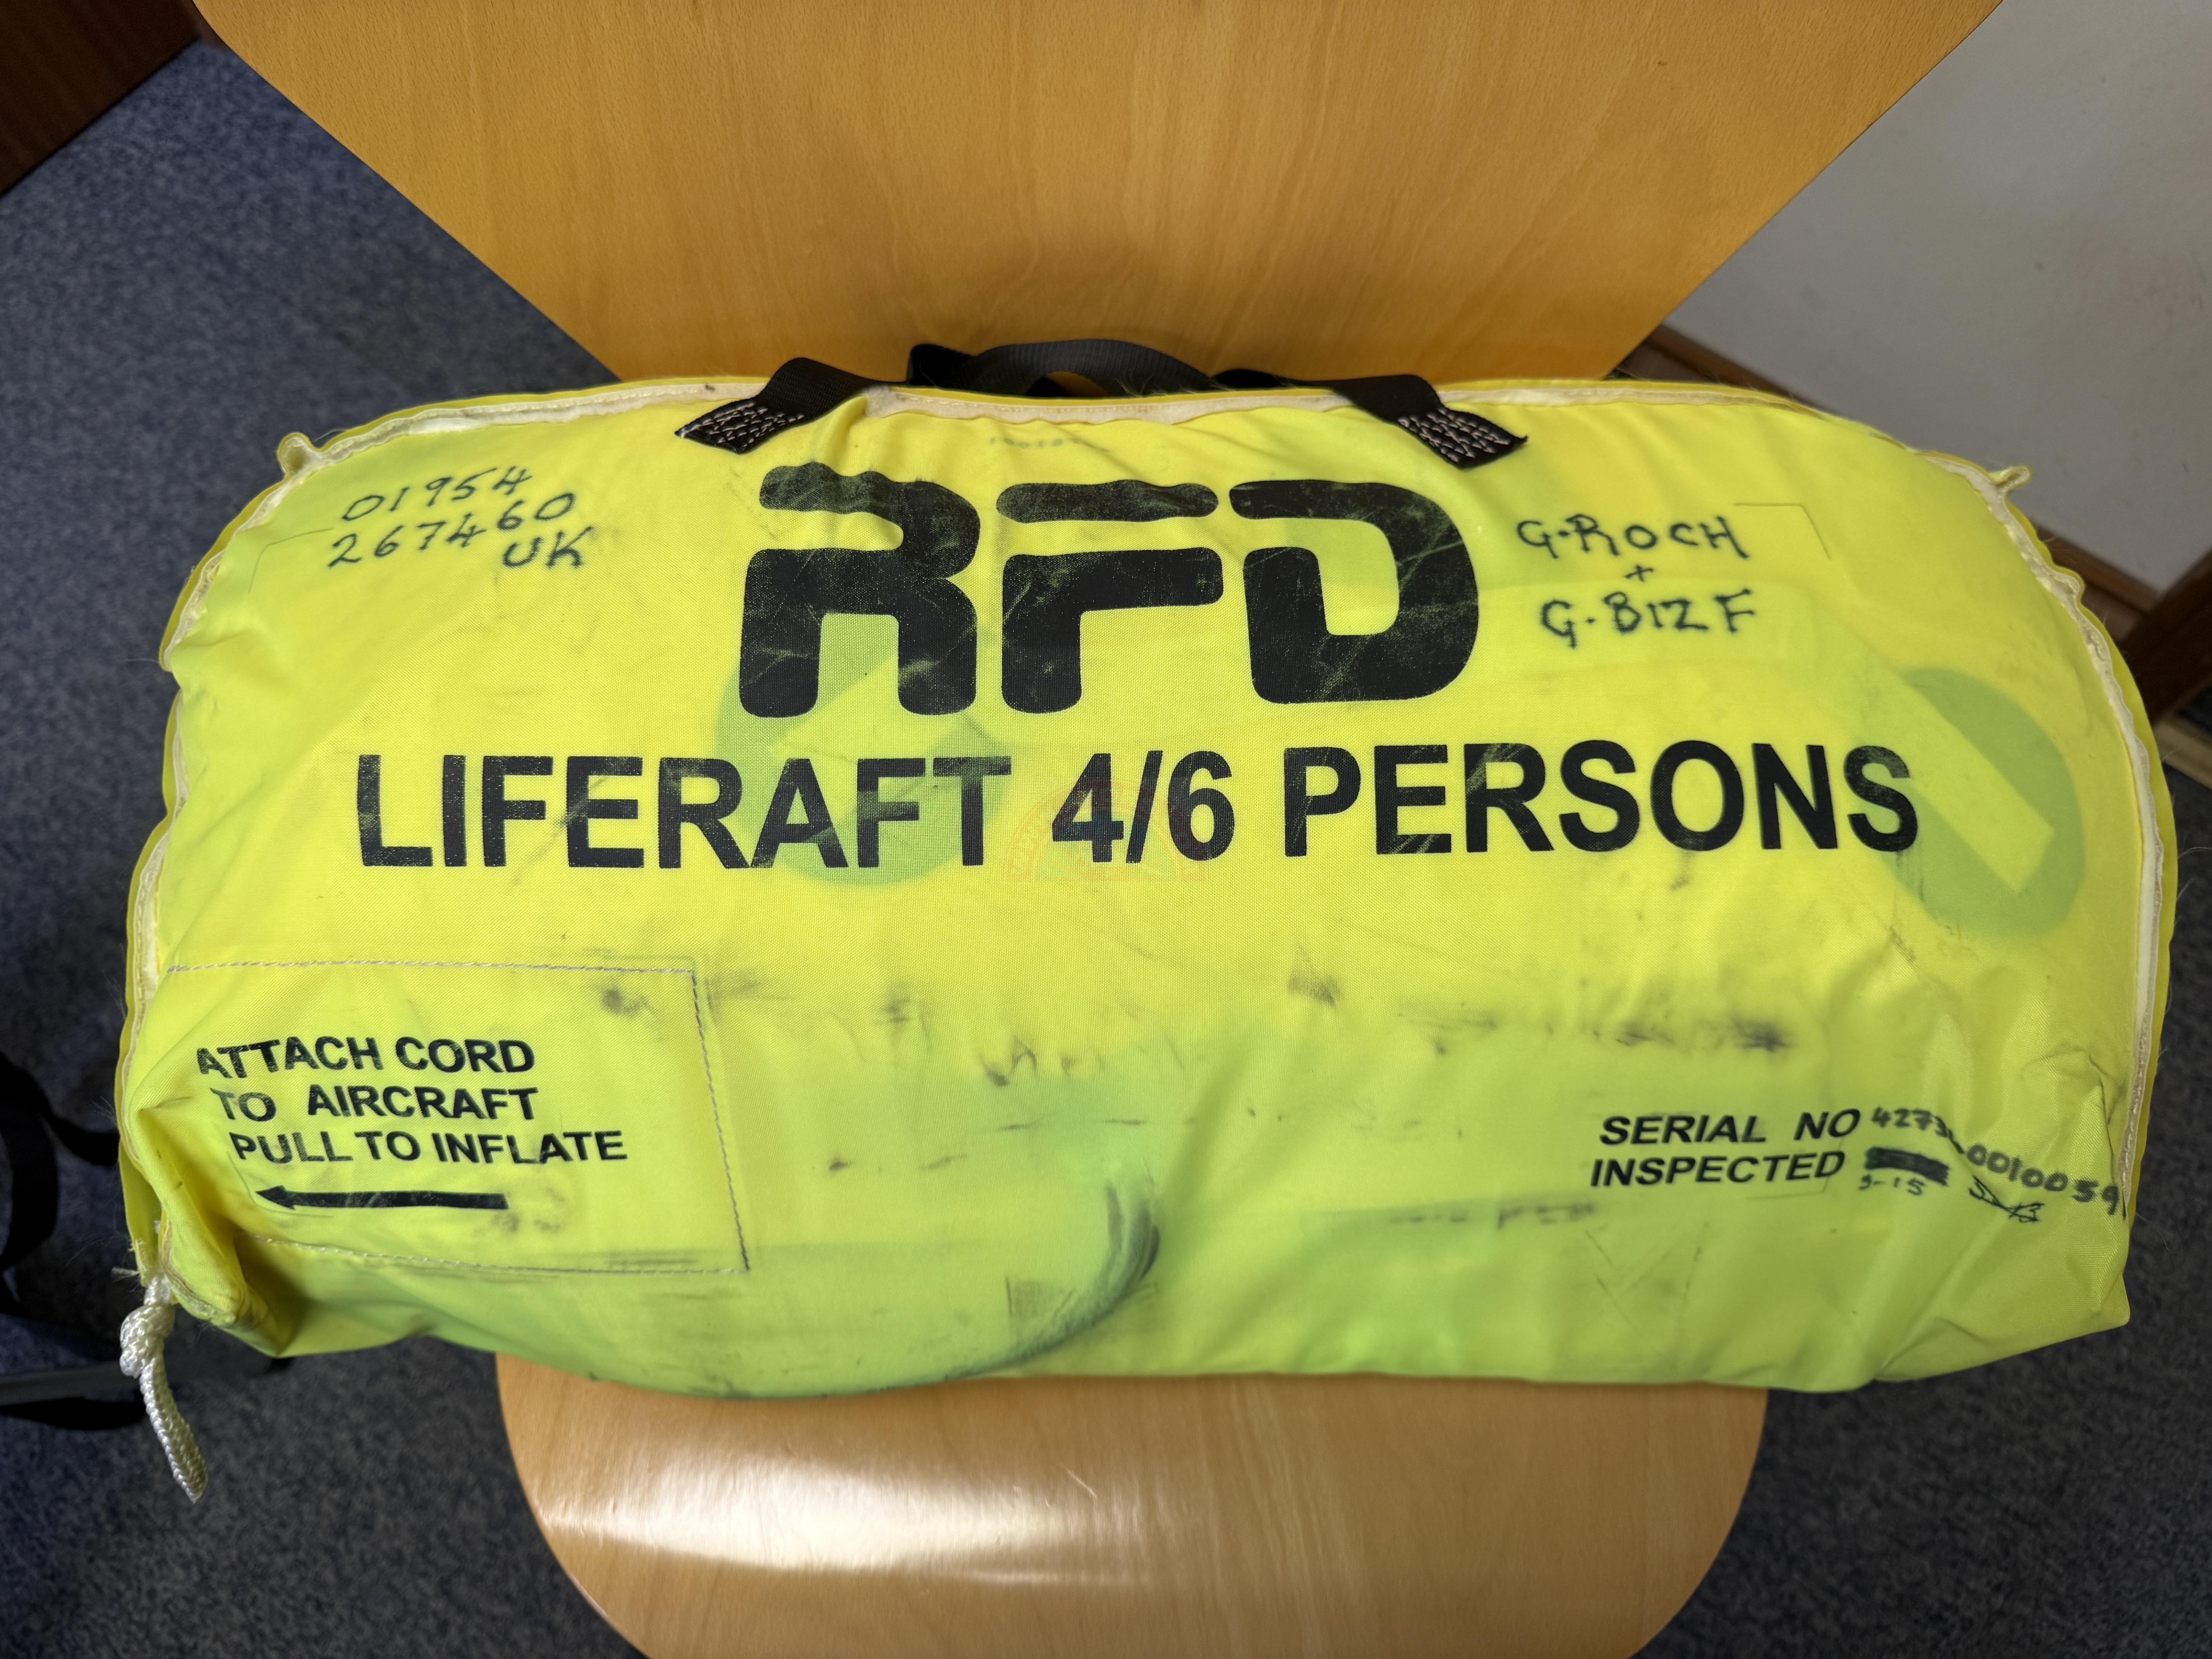 01954
267460
UK
RFD
G-ROCH
+
G-BIZF
LIFERAFT 4/6 PERSONS
ATTACH CORD
TO AIRCRAFT
PULL TO INFLATE
SERIAL NO
INSPECTED